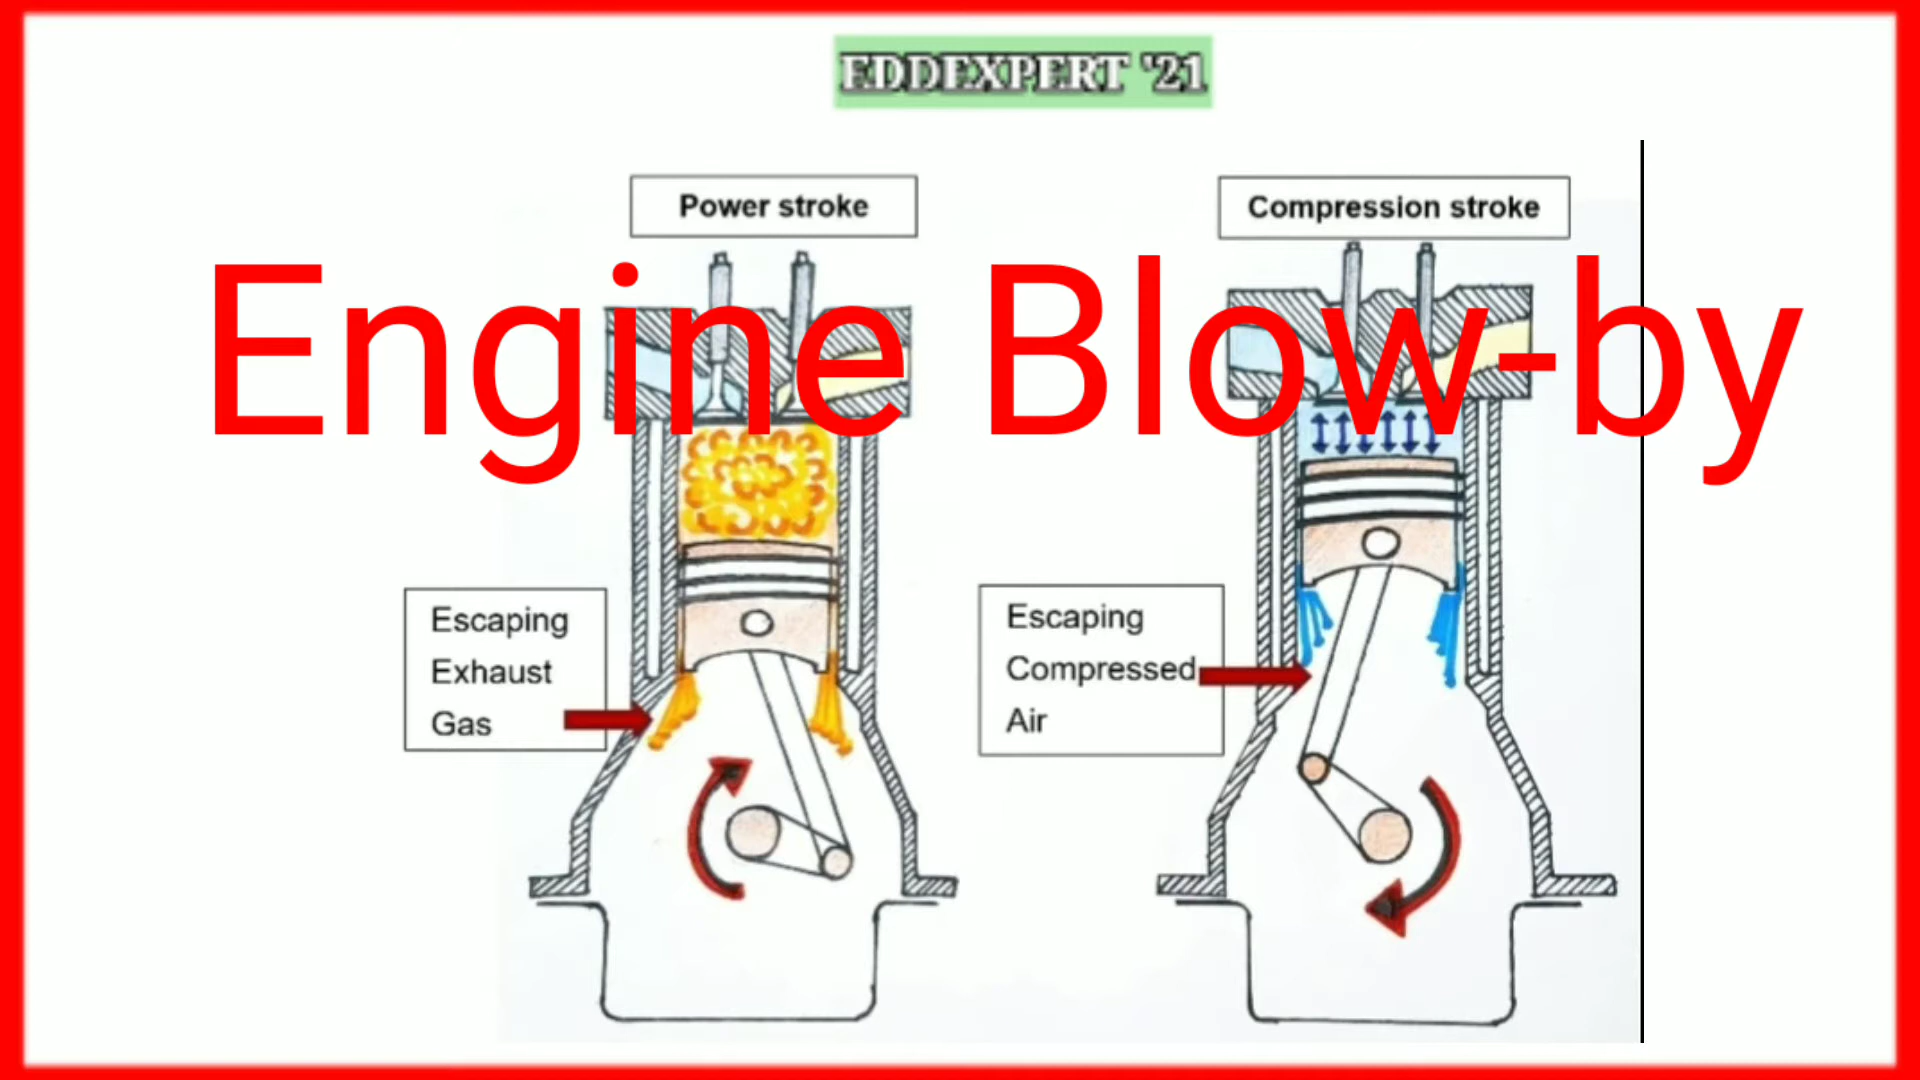 EDDEXPERT '21
Power stroke
Compression stroke
Engine Blow-by
Escaping
Exhaust
Gas
Escaping
Compressed
Air